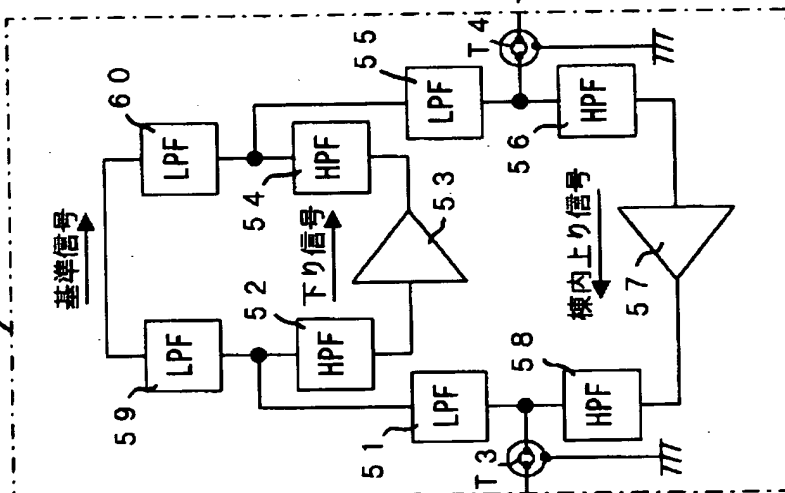 基準信号
60
LPF
LPF
59
52
下り信号
54
HPF
HPF
53
55
LPF
LPF
51
T4
T3
58
棟内上り信号
56
HPF
HPF
57